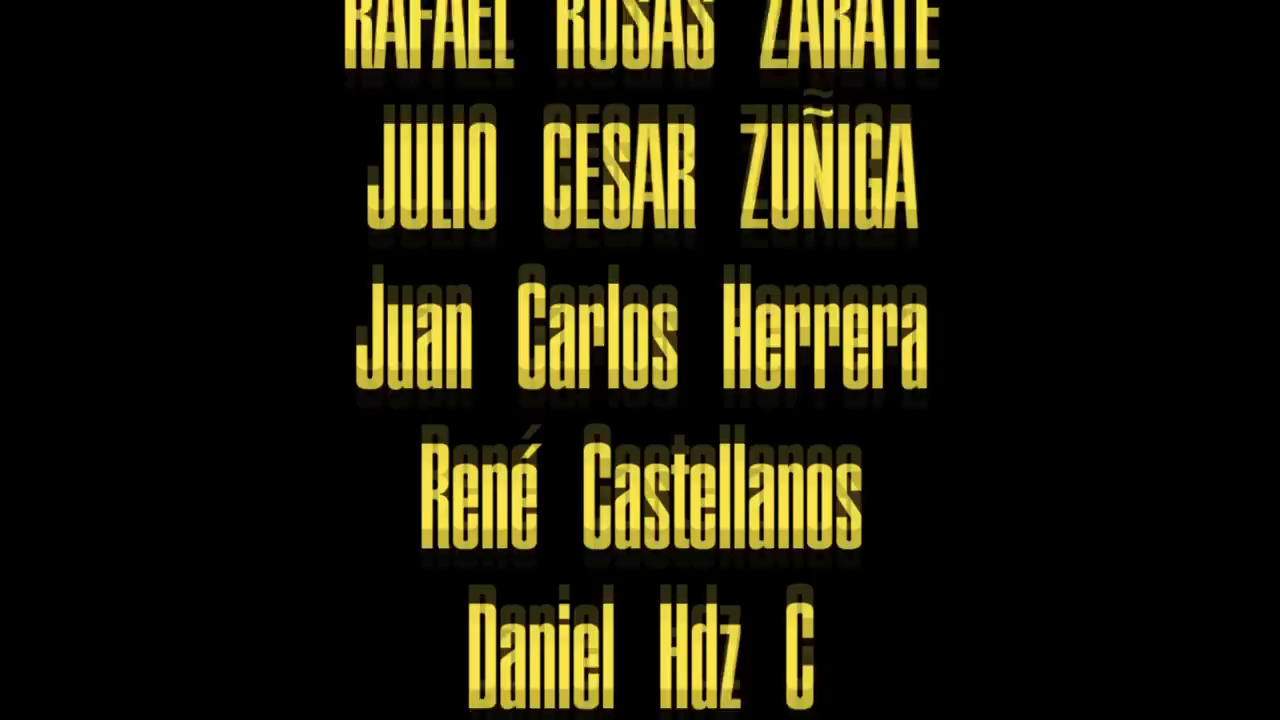 RAFAEL ROSAS ZARATE
JULIO CESAR ZUÑIGA
Juan Carlos Herrera
René Castellanos
Daniel Hdz C